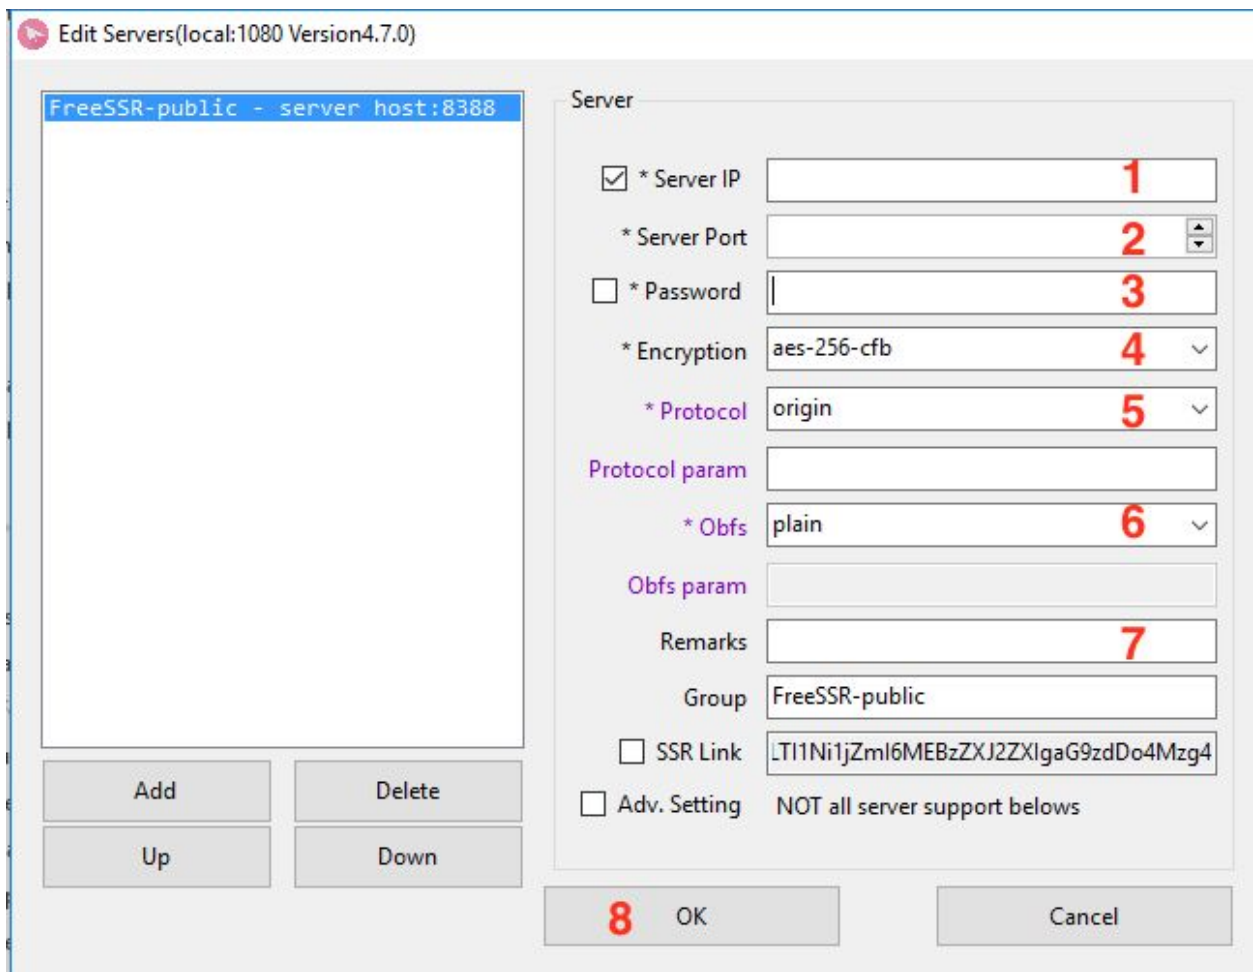 Edit Servers(local:1080 Version4.7.0)
FreeSSR-public - server host:8388
Add
Delete
Up
Down
Server
* Server IP
1
* Server Port
2
* Password
3
* Encryption
aes-256-cfb
4
* Protocol
origin
5
Protocol param
* Obfs
plain
6
Obfs param
Remarks
7
Group
FreeSSR-public
SSR Link
Adv. Setting
NOT all server support belows
8
OK
Cancel